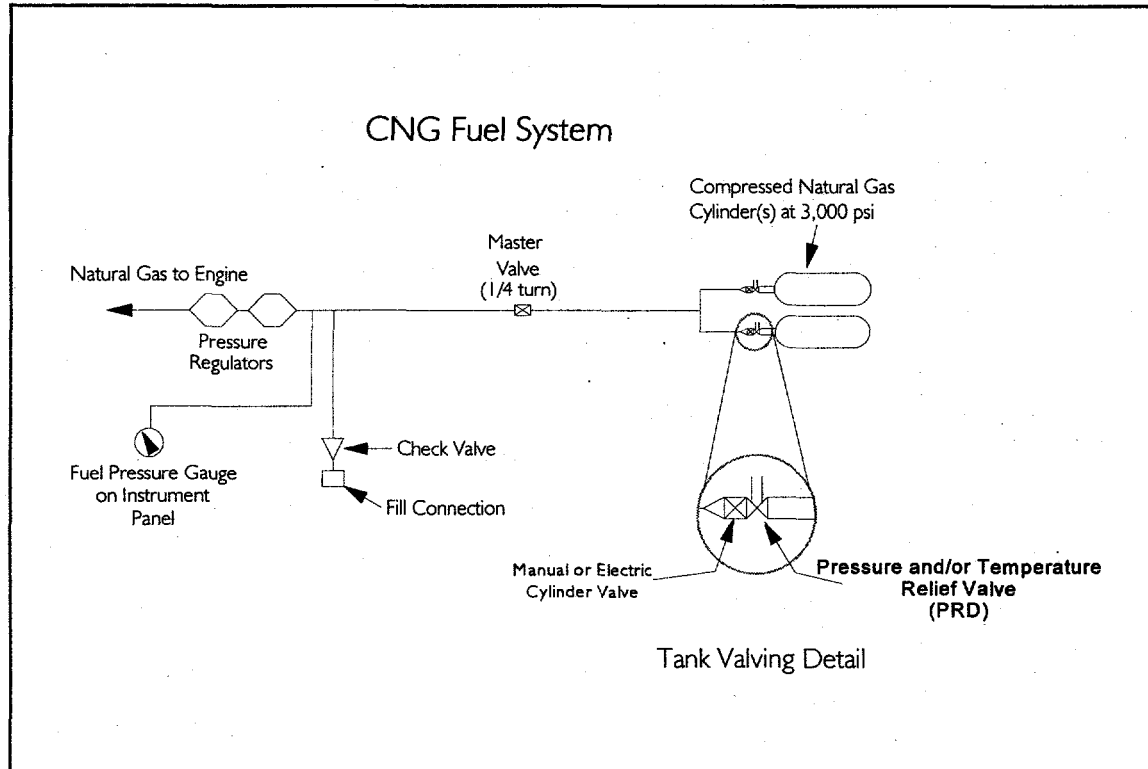 CNG Fuel System
Compressed Natural Gas
Cylinder(s) at 3,000 psi
Master
Valve
(1/4 turn)
Natural Gas to Engine
Pressure
Regulators
Check Valve
Fuel Pressure Gauge
on Instrument
Panel
Fill Connection
Manual or Electric
Cylinder Valve
Pressure and/or Temperature
Relief Valve
(PRD)
Tank Valving Detail